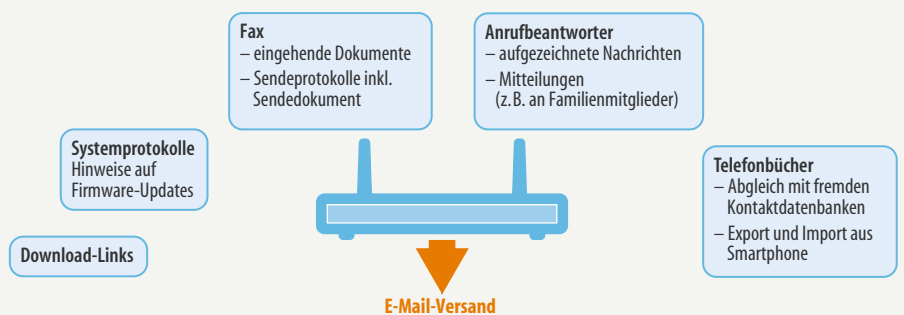 Fax
– eingehende Dokumente
– Sendeprotokolle inkl.
Sendedokument
Anrufbeantworter
– aufgezeichnete Nachrichten
– Mitteilungen
(z. B. an Familienmitglieder)
Systemprotokolle
Hinweise auf
Firmware-Updates
Telefonbücher
– Abgleich mit fremden
Kontaktdatenbanken
– Export und Import aus
Smartphone
Download-Links
E-Mail-Versand